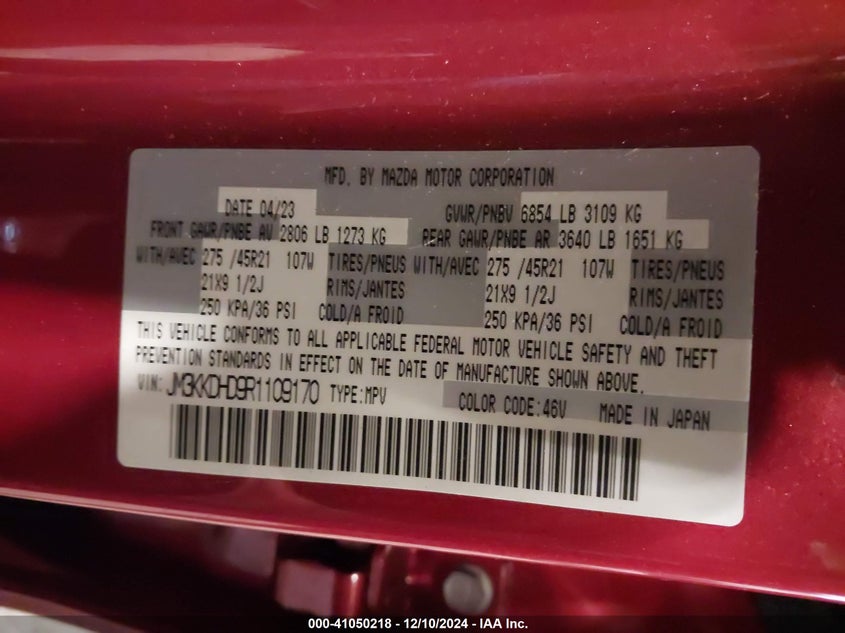 MFD. BY MAZDA MOTOR CORPORATION
DATE 04/23 GVWR/PNBV 6854 LB 3109 KG
FRONT GAWR/PNBE AV 2806 LB 1273 KG REAR GAWR/PNBE AR 3640 LB 1651 KG
WITH/AVEC 275 /45R21 107W TIRES/PNEUS WITH/AVEC 275 /45R21 107W TIRES/PNEUS
21X9 1/2J RIMS/JANTES 21X9 1/2J RIMS/JANTES
250 KPA/36 PSI COLD/A FROID 250 KPA/36 PSI COLD/A FROID
THIS VEHICLE CONFORMS TO ALL APPLICABLE FEDERAL MOTOR VEHICLE SAFETY AND THEFT
PREVENTION STANDARDS IN EFFECT ON THE DATE OF MANUFACTURE SHOWN ABOVE.
VIN: JM3KKDHD9R1109170 TYPE:MPV COLOR CODE:46V MADE IN JAPAN
000-41050218 - 12/10/2024 - IAA Inc.